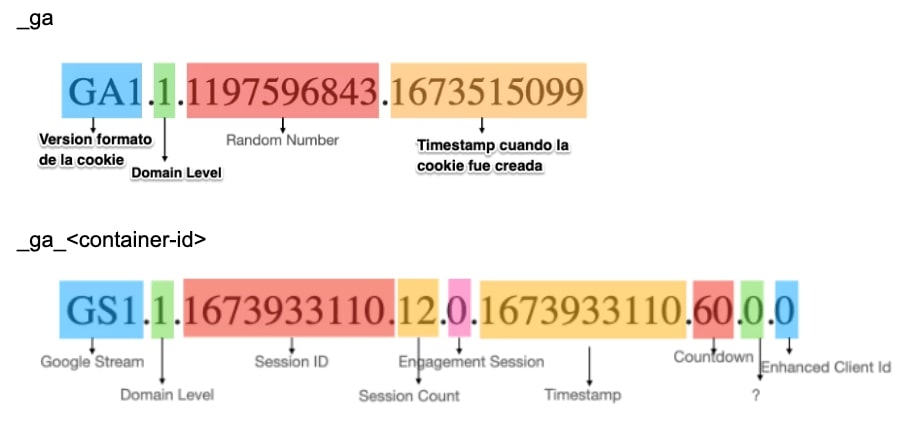 _ga
GA1.1.1197596843.1673515099
Version formato
de la cookie
Domain Level
Random Number
Timestamp cuando la
cookie fue creada
_ga_<container-id>
GS1.1.1673933110.12.0.1673933110.60.0.0
Google Stream
Domain Level
Session ID
Engagement Session
Session Count
Timestamp
Countdown
?
Enhanced Client Id